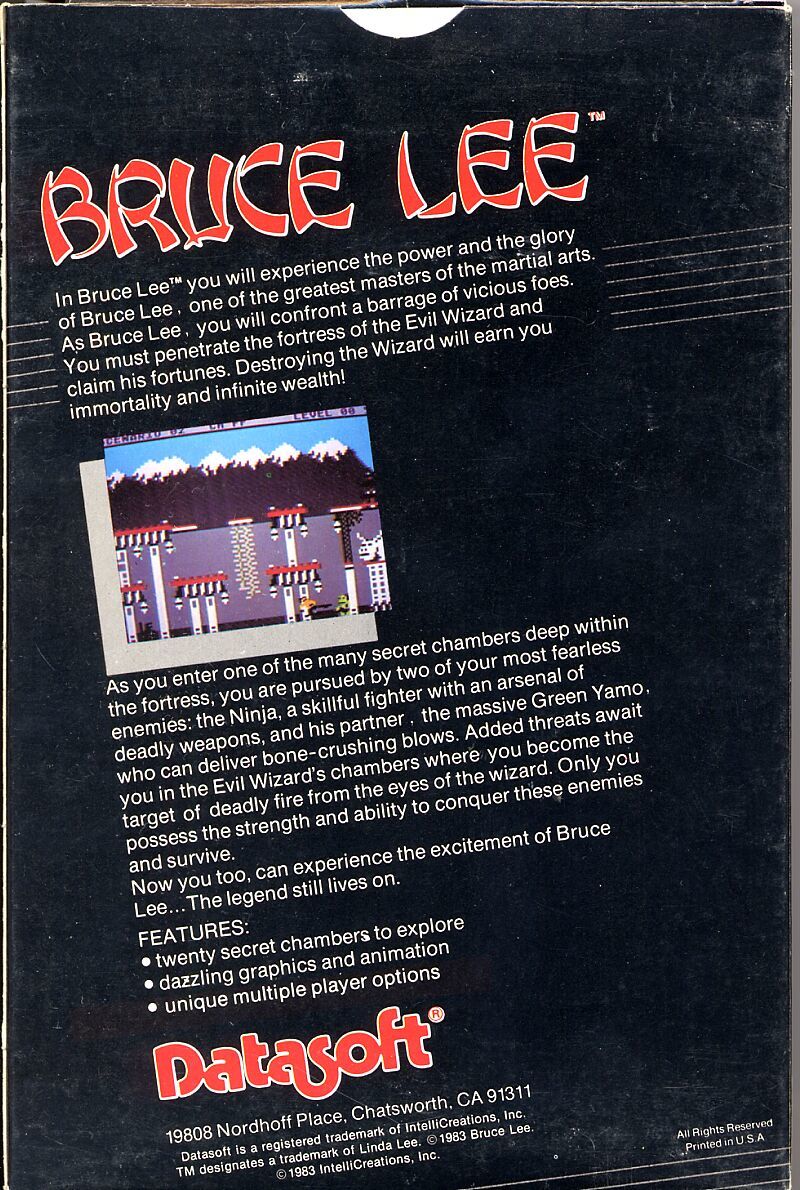 BRUCE LEE™
In Bruce Lee™ you will experience the power and the glory
of Bruce Lee, one of the greatest masters of the martial arts.
As Bruce Lee, you will confront a barrage of vicious foes.
You must penetrate the fortress of the Evil Wizard and
claim his fortunes. Destroying the Wizard will earn you
immortality and infinite wealth!
LEVEL 00
As you enter one of the many secret chambers deep within
the fortress, you are pursued by two of your most fearless
enemies: the Ninja, a skillful fighter with an arsenal of
deadly weapons, and his partner, the massive Green Yamo,
who can deliver bone-crushing blows. Added threats await
you in the Evil Wizard's chambers where you become the
target of deadly fire from the eyes of the wizard. Only you
possess the strength and ability to conquer these enemies
and survive.
Now you too, can experience the excitement of Bruce
Lee...The legend still lives on.
FEATURES:
• twenty secret chambers to explore
• dazzling graphics and animation
• unique multiple player options
Datasoft®
19808 Nordhoff Place, Chatsworth, CA 91311
Datasoft is a registered trademark of IntelliCreations, Inc.
TM designates a trademark of Linda Lee. ©1983 Bruce Lee.
©1983 IntelliCreations, Inc.
All Rights Reserved
Printed in U.S.A